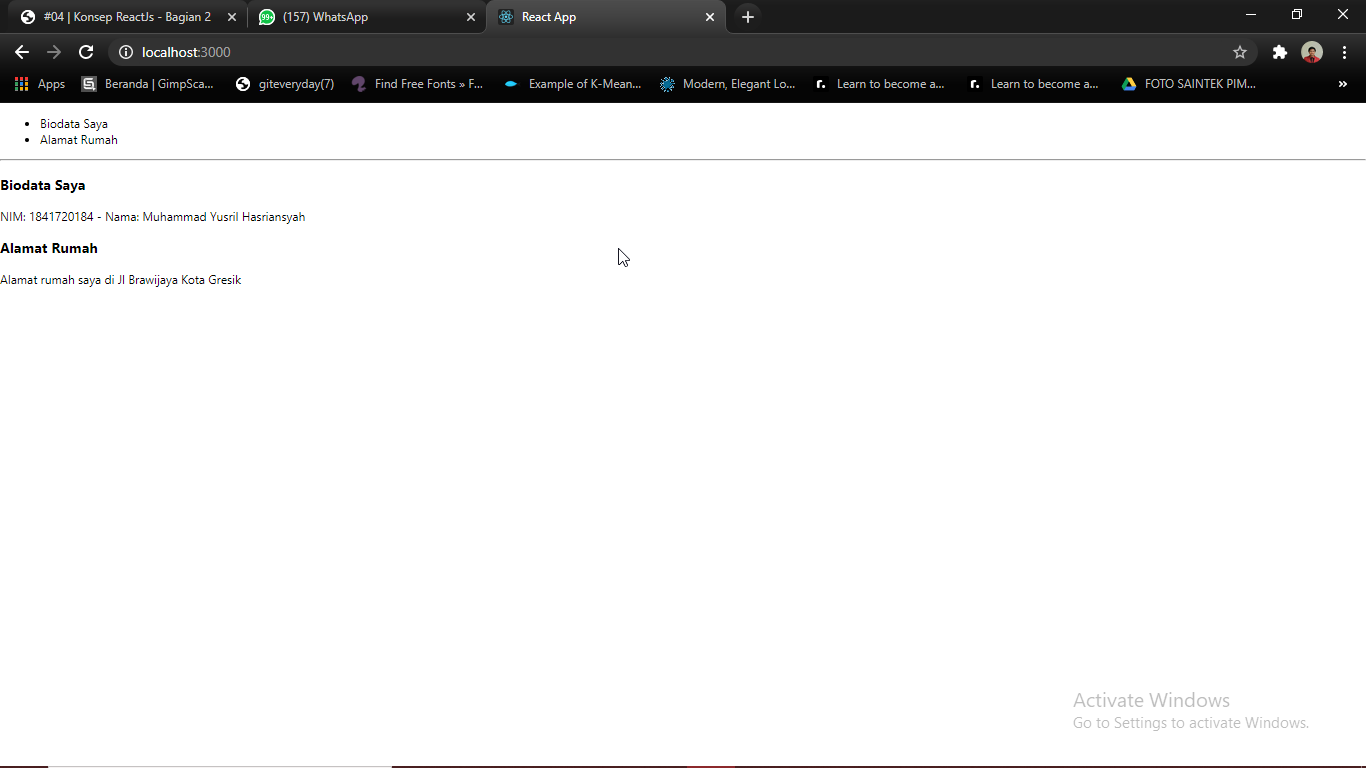 #04 | Konsep ReactJs - Bagian 2
99+ (157) WhatsApp
React App
localhost:3000
Apps
Beranda | GimpSca...
giteveryday(7)
Find Free Fonts » F...
Example of K-Mean...
Modern, Elegant Lo...
Learn to become a...
Learn to become a...
FOTO SAINTEK PIM...
»
• Biodata Saya
• Alamat Rumah
Biodata Saya
NIM: 1841720184 - Nama: Muhammad Yusril Hasriansyah
Alamat Rumah
Alamat rumah saya di Jl Brawijaya Kota Gresik
Activate Windows
Go to Settings to activate Windows.